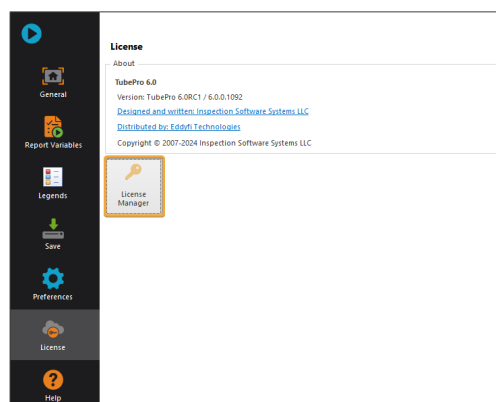 General
Report Variables
Legends
Save
Preferences
License
Help
License
About
TubePro 6.0
Version: TubePro 6.0RC1 / 6.0.0.1092
Designed and written: Inspection Software Systems LLC
Distributed by: Eddyfi Technologies
Copyright © 2007-2024 Inspection Software Systems LLC
License
Manager